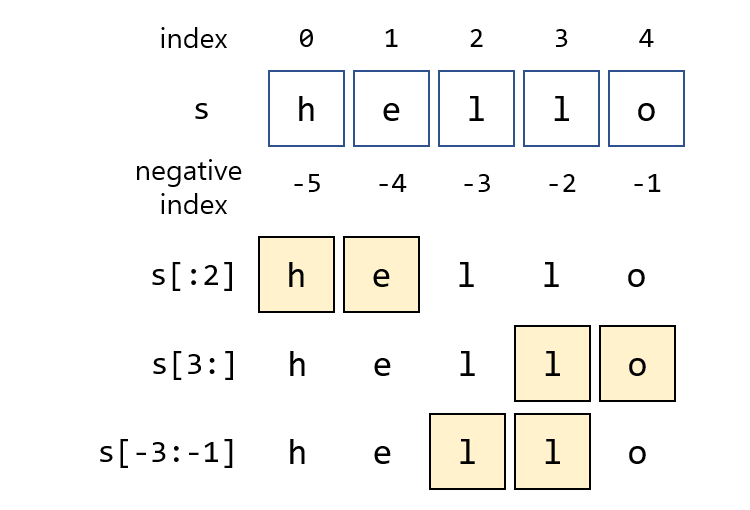 index 0 1 2 3 4
s h e l l o
negative
index -5 -4 -3 -2 -1
s[:2] h e l l o
s[3:] h e l l o
s[-3:-1] h e l l o